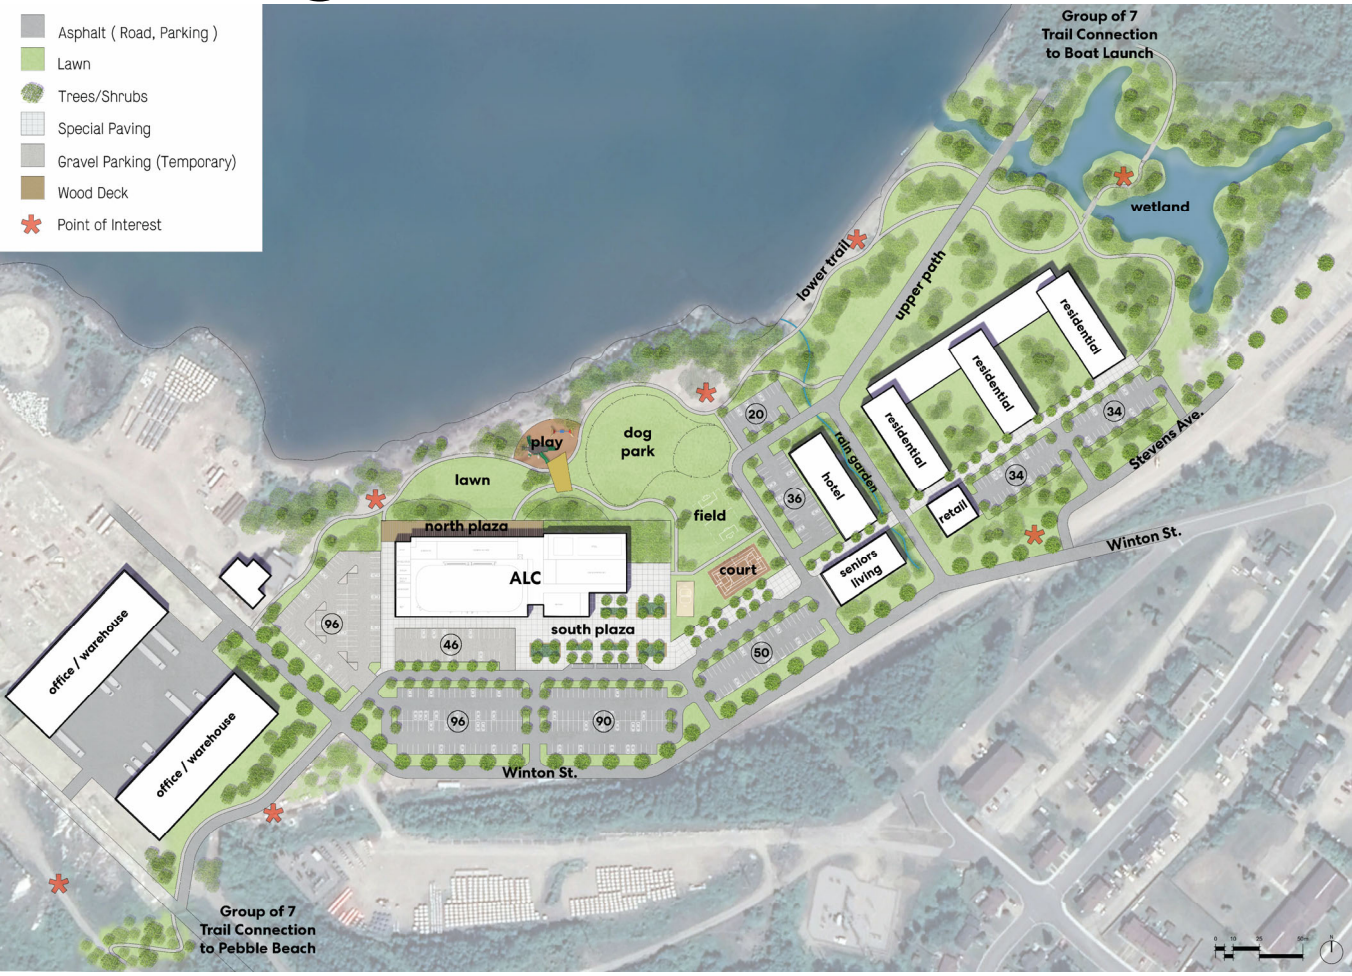 Asphalt ( Road, Parking )
Lawn
Trees/Shrubs
Special Paving
Gravel Parking (Temporary)
Wood Deck
Point of Interest
Group of 7
Trail Connection
to Boat Launch
wetland
lower trail
upper path
residential
residential
residential
20
34
34
36
Stevens Ave.
rain garden
hotel
retail
seniors
living
Winton St.
play
dog
park
lawn
field
north plaza
ALC
court
south plaza
96
46
50
96
90
Winton St.
office / warehouse
office / warehouse
Group of 7
Trail Connection
to Pebble Beach
0 10 25 50m
N